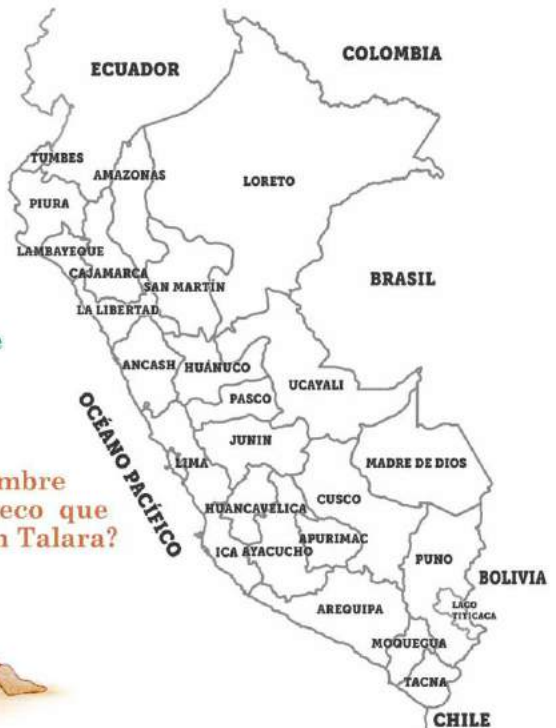 ECUADOR
COLOMBIA
TUMBES
AMAZONAS
LORETO
PIURA
LAMBAYEQUE
CAJAMARCA
SAN MARTÍN
BRASIL
LA LIBERTAD
ANCASH
HUÁNUCO
UCAYALI
PASCO
OCÉANO PACÍFICO
JUNIN
LIMA
MADRE DE DIOS
mbre
eco que
n Talara?
CUSCO
HUANCAVELICA
ICA
AYACUCHO
APURIMAC
PUNO
BOLIVIA
AREQUIPA
LAGO
TITICACA
MOQUEGUA
TACNA
CHILE